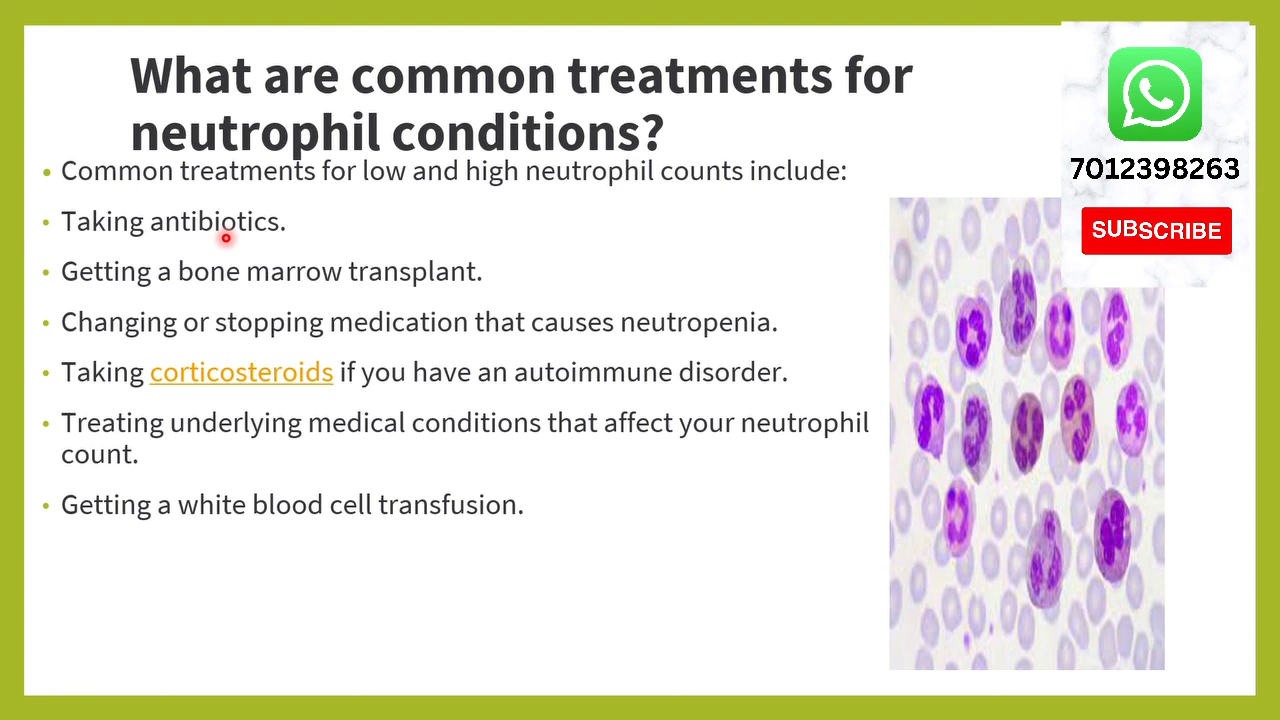 What are common treatments for
neutrophil conditions?
• Common treatments for low and high neutrophil counts include:
• Taking antibiotics.
• Getting a bone marrow transplant.
• Changing or stopping medication that causes neutropenia.
• Taking corticosteroids if you have an autoimmune disorder.
• Treating underlying medical conditions that affect your neutrophil
count.
• Getting a white blood cell transfusion.
7012398263
SUBSCRIBE